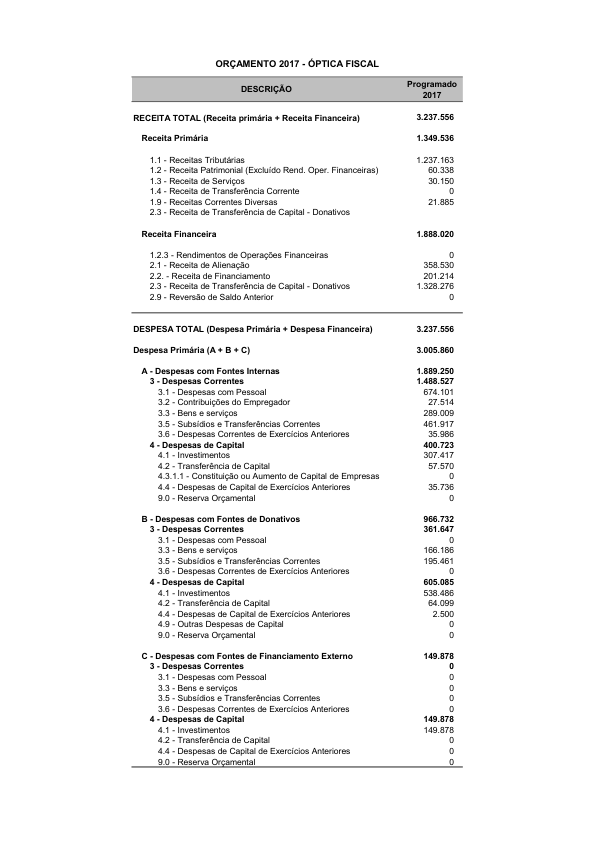 ORÇAMENTO 2017 - ÓPTICA FISCAL
DESCRIÇÃO Programado 2017
RECEITA TOTAL (Receita primária + Receita Financeira) 3.237.556
Receita Primária 1.349.536
1.1 - Receitas Tributárias 1.237.163
1.2 - Receita Patrimonial (Excluído Rend. Oper. Financeiras) 60.338
1.3 - Receita de Serviços 30.150
1.4 - Receita de Transferência Corrente 0
1.9 - Receitas Correntes Diversas 21.885
2.3 - Receita de Transferência de Capital - Donativos
Receita Financeira 1.888.020
1.2.3 - Rendimentos de Operações Financeiras 0
2.1 - Receita de Alienação 358.530
2.2. - Receita de Financiamento 201.214
2.3 - Receita de Transferência de Capital - Donativos 1.328.276
2.9 - Reversão de Saldo Anterior 0
DESPESA TOTAL (Despesa Primária + Despesa Financeira) 3.237.556
Despesa Primária (A + B + C) 3.005.860
A - Despesas com Fontes Internas 1.889.250
3 - Despesas Correntes 1.488.527
3.1 - Despesas com Pessoal 674.101
3.2 - Contribuições do Empregador 27.514
3.3 - Bens e serviços 289.009
3.5 - Subsídios e Transferências Correntes 461.917
3.6 - Despesas Correntes de Exercícios Anteriores 35.986
4 - Despesas de Capital 400.723
4.1 - Investimentos 307.417
4.2 - Transferência de Capital 57.570
4.3.1.1 - Constituição ou Aumento de Capital de Empresas 0
4.4 - Despesas de Capital de Exercícios Anteriores 35.736
9.0 - Reserva Orçamental 0
B - Despesas com Fontes de Donativos 966.732
3 - Despesas Correntes 361.647
3.1 - Despesas com Pessoal 0
3.3 - Bens e serviços 166.186
3.5 - Subsídios e Transferências Correntes 195.461
3.6 - Despesas Correntes de Exercícios Anteriores 0
4 - Despesas de Capital 605.085
4.1 - Investimentos 538.486
4.2 - Transferência de Capital 64.099
4.4 - Despesas de Capital de Exercícios Anteriores 2.500
4.9 - Outras Despesas de Capital 0
9.0 - Reserva Orçamental 0
C - Despesas com Fontes de Financiamento Externo 149.878
3 - Despesas Correntes 0
3.1 - Despesas com Pessoal 0
3.3 - Bens e serviços 0
3.5 - Subsídios e Transferências Correntes 0
3.6 - Despesas Correntes de Exercícios Anteriores 0
4 - Despesas de Capital 149.878
4.1 - Investimentos 149.878
4.2 - Transferência de Capital 0
4.4 - Despesas de Capital de Exercícios Anteriores 0
9.0 - Reserva Orçamental 0